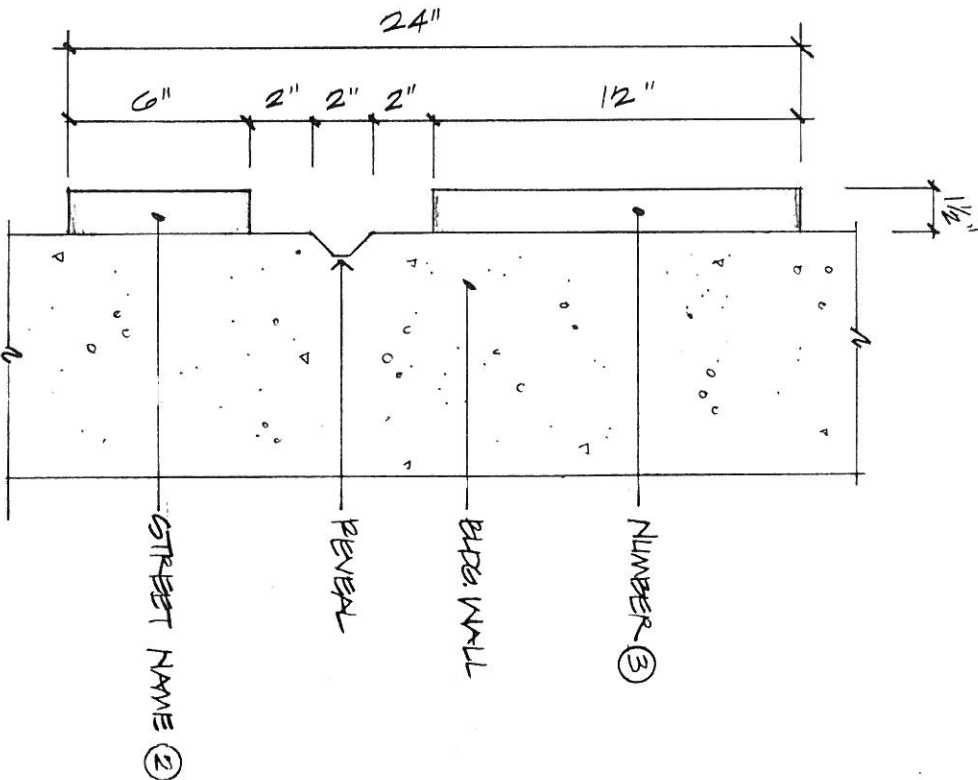 24"
6"
2"
2"
2"
12"
1½"
NUMBER ③
BLDG. WALL
REVEAL
STREET NAME ②